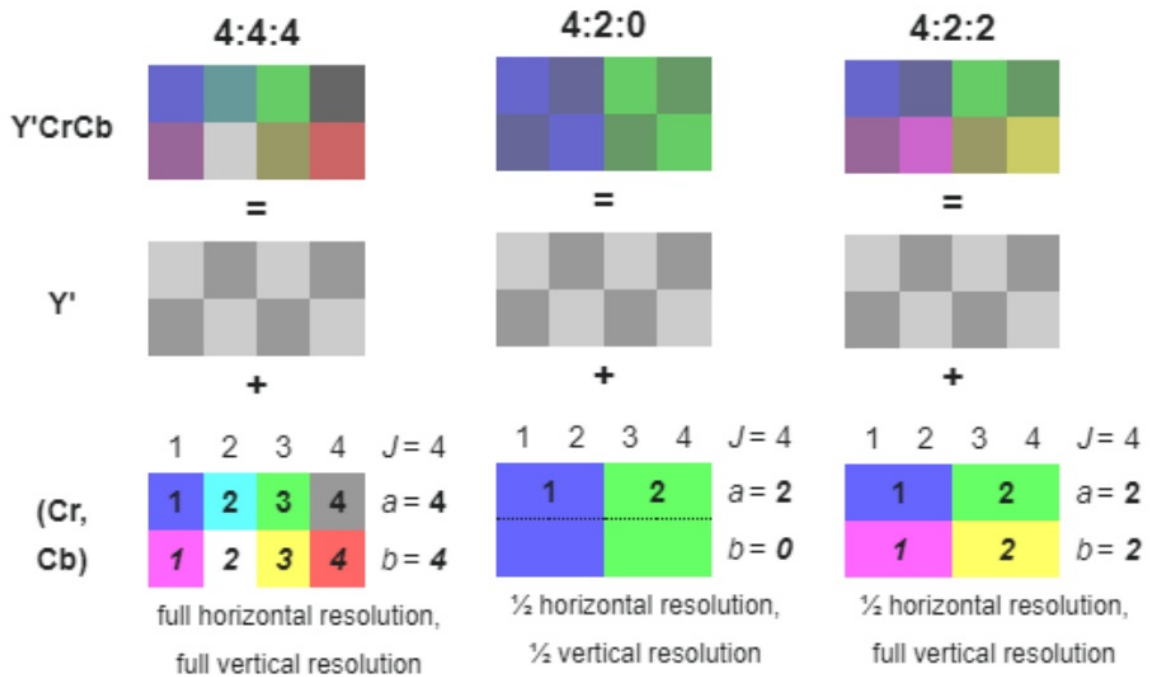 4:4:4 4:2:0 4:2:2
Y'CrCb
= = =
Y'
+ + +
1 2 3 4 J = 4 1 2 3 4 J = 4 1 2 3 4 J = 4
1 2 3 4 a = 4 1 2 a = 2 1 2 a = 2
(Cr,
Cb)
1 2 3 4 b = 4 b = 0 1 2 b = 2
full horizontal resolution, ½ horizontal resolution, ½ horizontal resolution,
full vertical resolution ½ vertical resolution full vertical resolution